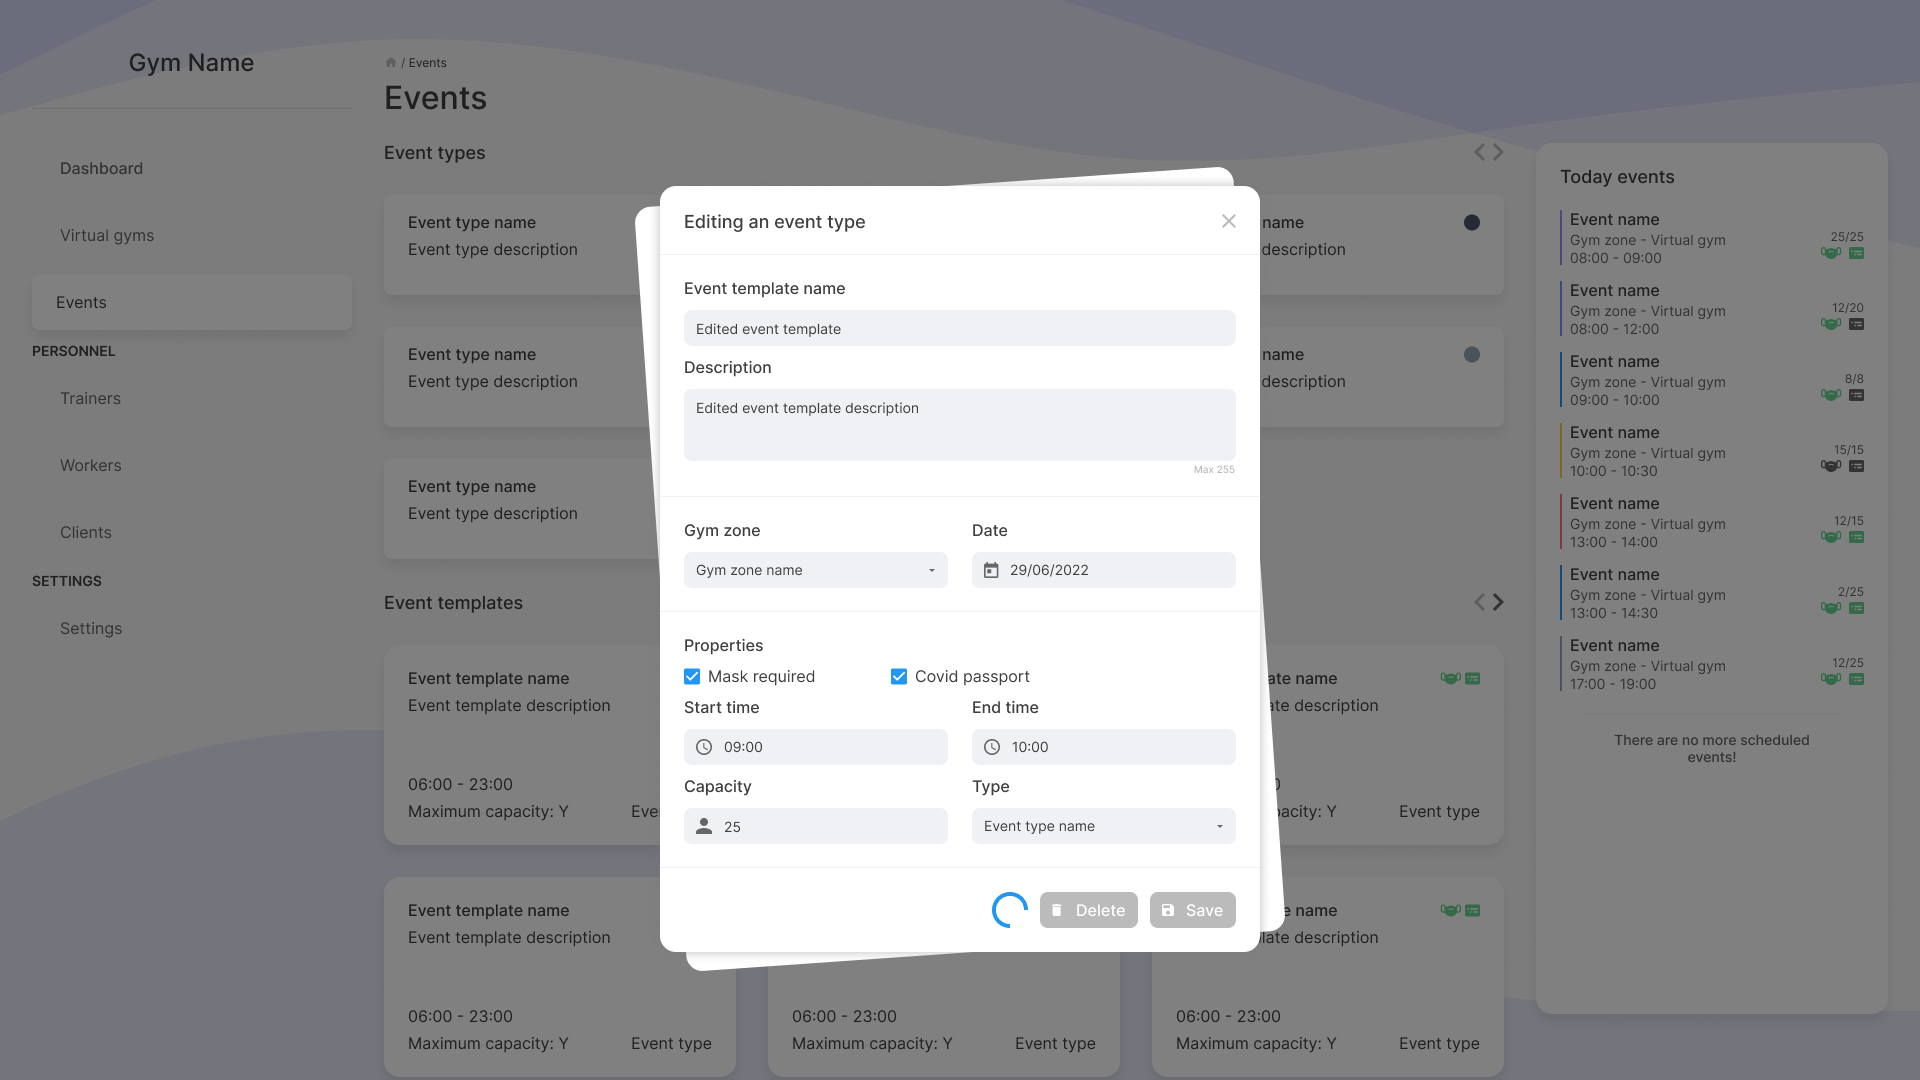 Gym Name
Dashboard
Virtual gyms
Events
PERSONNEL
Trainers
Workers
Clients
SETTINGS
Settings
/ Events
Events
Event types
Event type name
Event type description
name
description
Event type name
Event type description
name
description
Event type name
Event type description
Event templates
Event template name
Event template description
06:00 - 23:00
Maximum capacity: Y
Event template name
Event template description
06:00 - 23:00
Maximum capacity: Y Event type
06:00 - 23:00
Maximum capacity: Y Event type
ate name
ate description
acity: Y Event type
e name
late description
06:00 - 23:00
Maximum capacity: Y Event type
Editing an event type
Event template name
Edited event template
Description
Edited event template description
Max 255
Gym zone
Gym zone name
Date
29/06/2022
Properties
Mask required
Covid passport
Start time
09:00
End time
10:00
Capacity
25
Type
Event type name
Delete
Save
Today events
Event name
Gym zone - Virtual gym
08:00 - 09:00
25/25
Event name
Gym zone - Virtual gym
08:00 - 12:00
12/20
Event name
Gym zone - Virtual gym
09:00 - 10:00
8/8
Event name
Gym zone - Virtual gym
10:00 - 10:30
15/15
Event name
Gym zone - Virtual gym
13:00 - 14:00
12/15
Event name
Gym zone - Virtual gym
13:00 - 14:30
2/25
Event name
Gym zone - Virtual gym
17:00 - 19:00
12/25
There are no more scheduled
events!